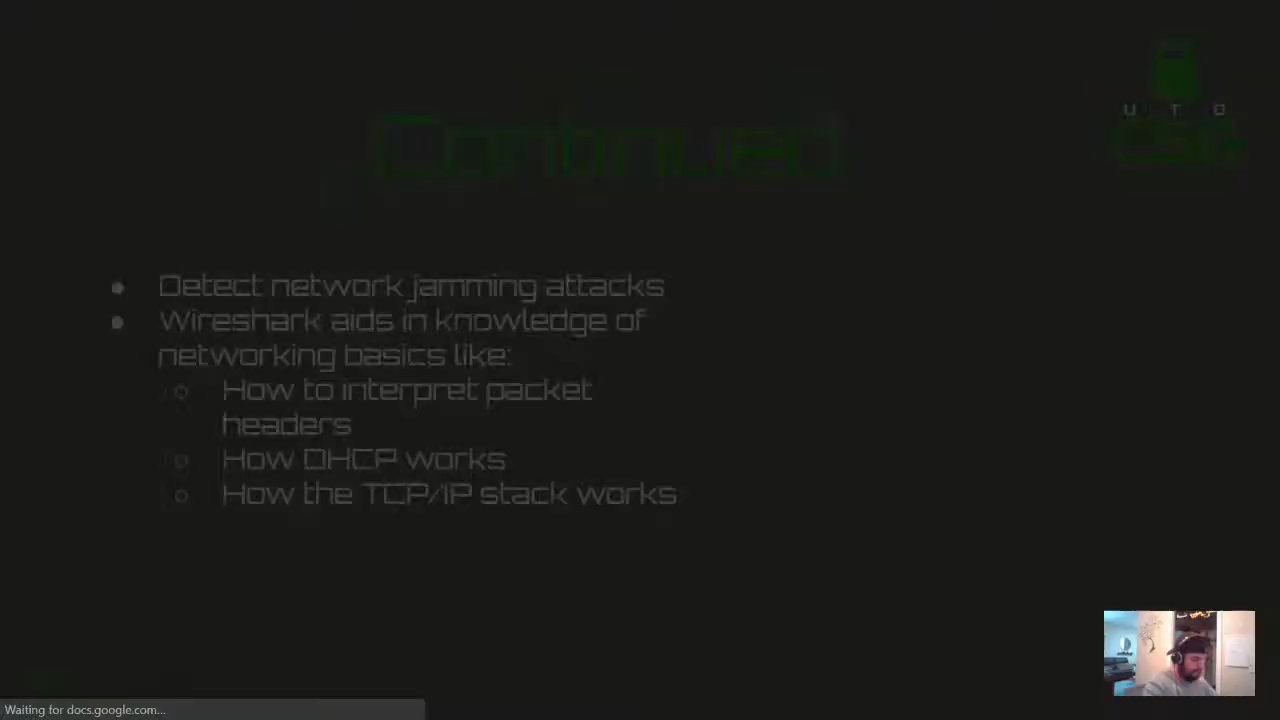 U T D
CSG
Continued
Detect network jamming attacks
Wireshark aids in knowledge of
networking basics like:
How to interpret packet
headers
How DHCP works
How the TCP/IP stack works
Waiting for docs.google.com...